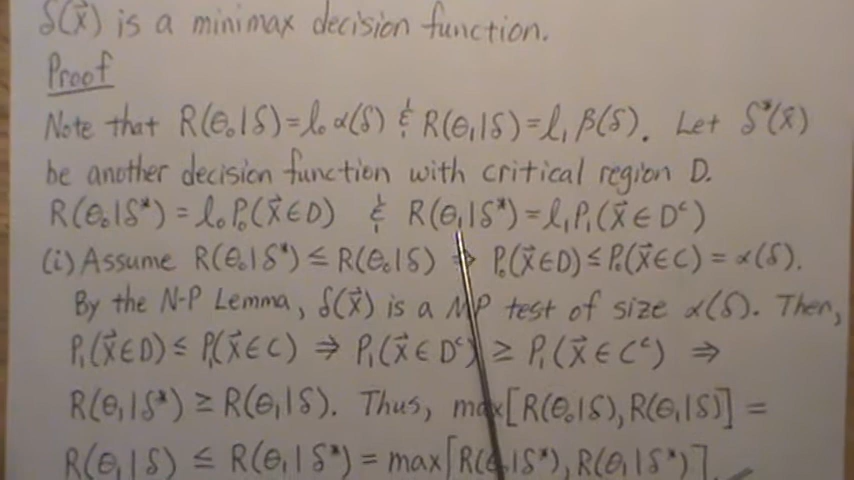 δ(x⃗) is a minimax decision function.
Proof
Note that R(θ₀|δ)=l₀ α(δ) & R(θ₁|δ)=l₁ β(δ). Let δ*(x⃗)
be another decision function with critical region D.
R(θ₀|δ*)=l₀P₀(x⃗∈D) & R(θ₁|δ*)=l₁P₁(x⃗∈Dᶜ)
(i) Assume R(θ₀|δ*)≤R(θ₀|δ) ⇒ P₀(x⃗∈D)≤P₀(x⃗∈C)=α(δ).
By the N-P Lemma, δ(x⃗) is a MP test of size α(δ). Then,
P₁(x⃗∈D)≤P₁(x⃗∈C) ⇒ P₁(x⃗∈Dᶜ) ≥ P₁(x⃗∈Cᶜ) ⇒
R(θ₁|δ*)≥R(θ₁|δ). Thus, max[R(θ₀|δ),R(θ₁|δ)]=
R(θ₁|δ) ≤ R(θ₁|δ*)=max[R(θ₀|δ*),R(θ₁|δ*)].